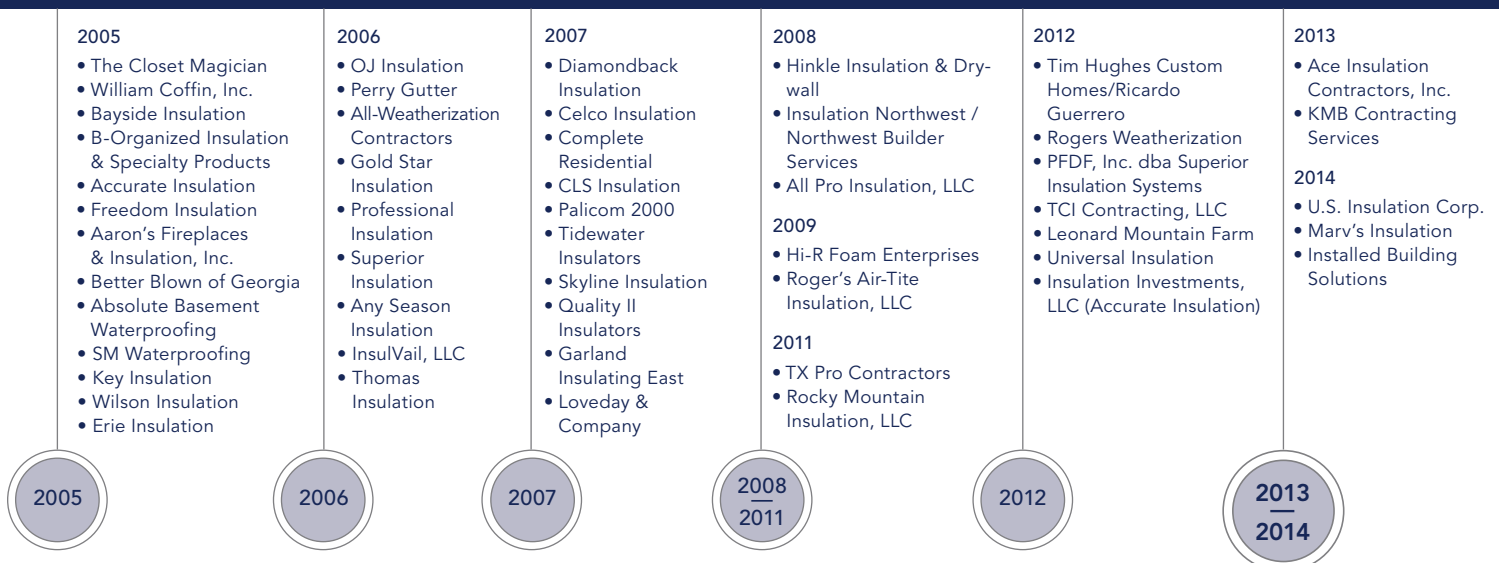 2005
• The Closet Magician
• William Coffin, Inc.
• Bayside Insulation
• B-Organized Insulation
& Specialty Products
• Accurate Insulation
• Freedom Insulation
• Aaron's Fireplaces
& Insulation, Inc.
• Better Blown of Georgia
• Absolute Basement
Waterproofing
• SM Waterproofing
• Key Insulation
• Wilson Insulation
• Erie Insulation
2006
• OJ Insulation
• Perry Gutter
• All-Weatherization
Contractors
• Gold Star
Insulation
• Professional
Insulation
• Superior
Insulation
• Any Season
Insulation
• InsulVail, LLC
• Thomas
Insulation
2007
• Diamondback
Insulation
• Celco Insulation
• Complete
Residential
• CLS Insulation
• Palicom 2000
• Tidewater
Insulators
• Skyline Insulation
• Quality II
Insulators
• Garland
Insulating East
• Loveday &
Company
2008
• Hinkle Insulation & Dry-
wall
• Insulation Northwest /
Northwest Builder
Services
• All Pro Insulation, LLC
2009
• Hi-R Foam Enterprises
• Roger's Air-Tite
Insulation, LLC
2011
• TX Pro Contractors
• Rocky Mountain
Insulation, LLC
2012
• Tim Hughes Custom
Homes/Ricardo
Guerrero
• Rogers Weatherization
• PFDF, Inc. dba Superior
Insulation Systems
• TCI Contracting, LLC
• Leonard Mountain Farm
• Universal Insulation
• Insulation Investments,
LLC (Accurate Insulation)
2013
• Ace Insulation
Contractors, Inc.
• KMB Contracting
Services
2014
• U.S. Insulation Corp.
• Marv's Insulation
• Installed Building
Solutions
2005
2006
2007
2008
2011
2012
2013
2014